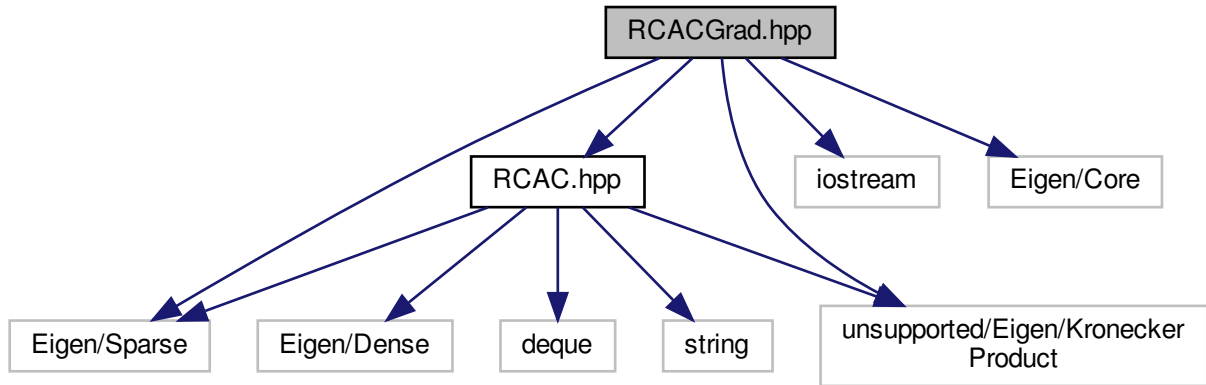 RCACGrad.hpp
RCAC.hpp
iostream
Eigen/Core
Eigen/Sparse
Eigen/Dense
deque
string
unsupported/Eigen/Kronecker
Product